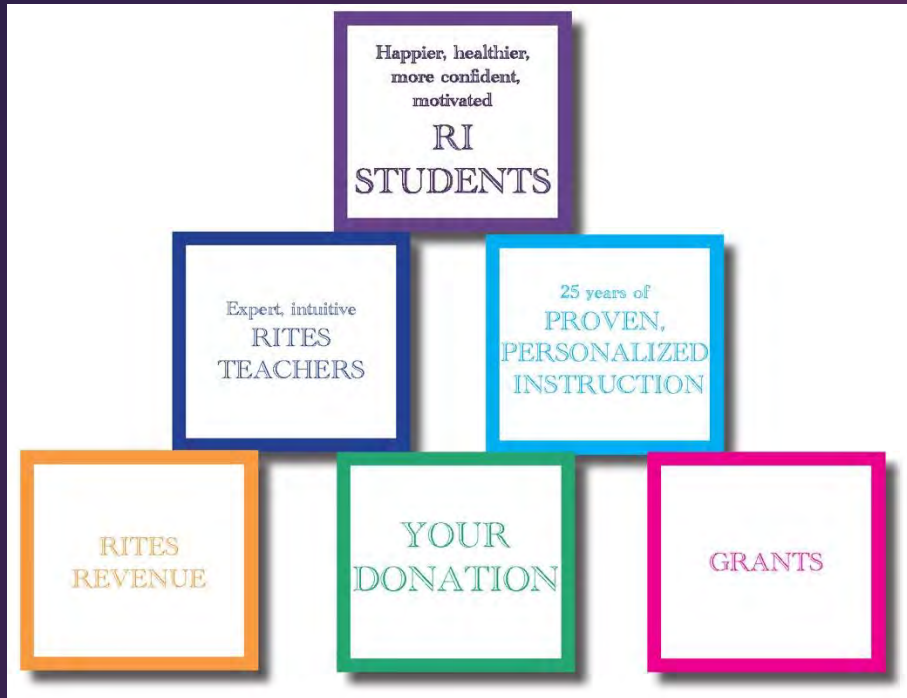 Happier, healthier,
more confident,
motivated
RI
STUDENTS
Expert, intuitive
RITES
TEACHERS
25 years of
PROVEN,
PERSONALIZED
INSTRUCTION
RITES
REVENUE
YOUR
DONATION
GRANTS